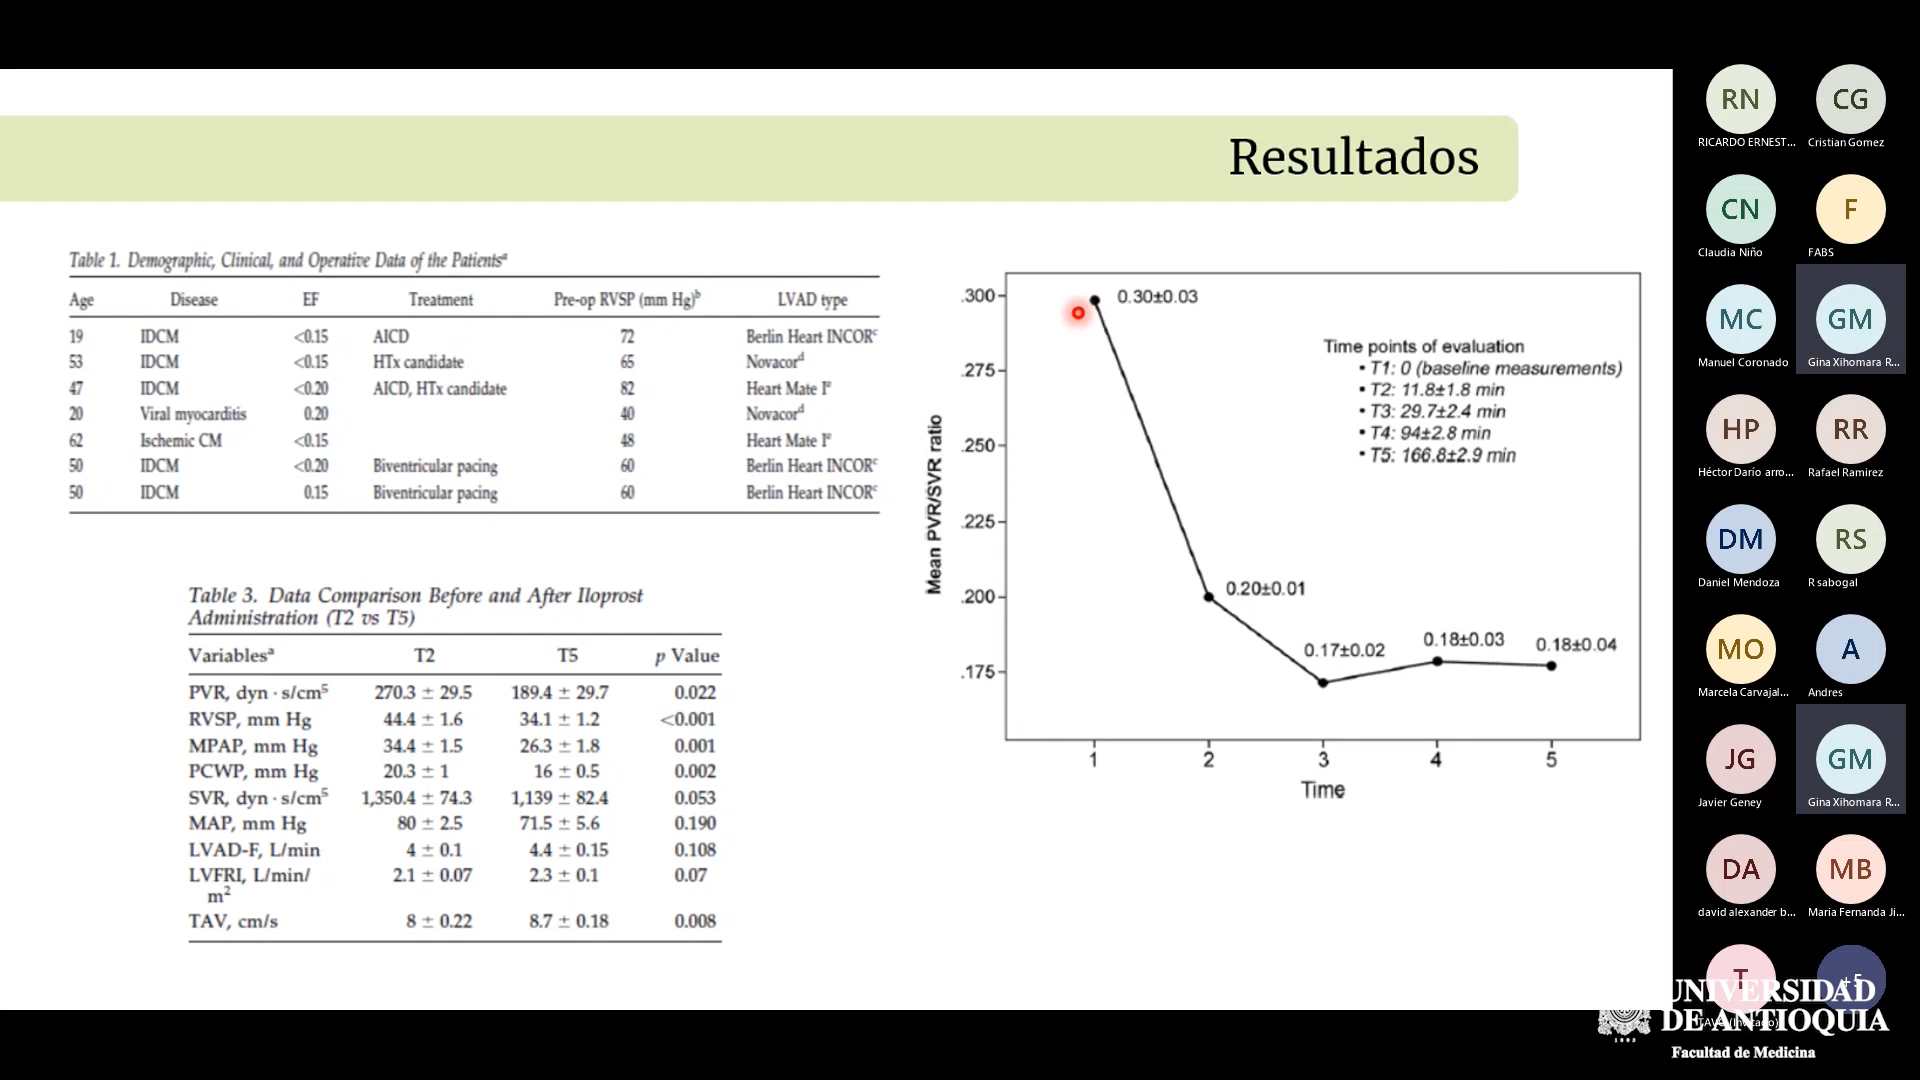 Resultados
Table 1. Demographic, Clinical, and Operative Data of the Patientsᵃ
Age Disease EF Treatment Pre-op RVSP (mm Hg)ᵇ LVAD type
19 IDCM <0.15 AICD 72 Berlin Heart INCORᶜ
53 IDCM <0.15 HTx candidate 65 Novacorᵈ
47 IDCM <0.20 AICD, HTx candidate 82 Heart Mate Iᵉ
20 Viral myocarditis 0.20 40 Novacorᵈ
62 Ischemic CM <0.15 48 Heart Mate Iᵉ
50 IDCM <0.20 Biventricular pacing 60 Berlin Heart INCORᶜ
50 IDCM 0.15 Biventricular pacing 60 Berlin Heart INCORᶜ
Table 3. Data Comparison Before and After Iloprost
Administration (T2 vs T5)
Variablesᵃ T2 T5 p Value
PVR, dyn · s/cm⁵ 270.3 ± 29.5 189.4 ± 29.7 0.022
RVSP, mm Hg 44.4 ± 1.6 34.1 ± 1.2 <0.001
MPAP, mm Hg 34.4 ± 1.5 26.3 ± 1.8 0.001
PCWP, mm Hg 20.3 ± 1 16 ± 0.5 0.002
SVR, dyn · s/cm⁵ 1,350.4 ± 74.3 1,139 ± 82.4 0.053
MAP, mm Hg 80 ± 2.5 71.5 ± 5.6 0.190
LVAD-F, L/min 4 ± 0.1 4.4 ± 0.15 0.108
LVFRI, L/min/ 2.1 ± 0.07 2.3 ± 0.1 0.07
m²
TAV, cm/s 8 ± 0.22 8.7 ± 0.18 0.008
Mean PVR/SVR ratio
.300
.275
.250
.225
.200
.175
0.30±0.03
0.20±0.01
0.17±0.02
0.18±0.03
0.18±0.04
Time points of evaluation
• T1: 0 (baseline measurements)
• T2: 11.8±1.8 min
• T3: 29.7±2.4 min
• T4: 94±2.8 min
• T5: 166.8±2.9 min
1 2 3 4 5
Time
RN CG
RICARDO ERNEST... Cristian Gomez
CN F
Claudia Niño FABS
MC GM
Manuel Coronado Gina Xihomara R...
HP RR
Héctor Darío arro... Rafael Ramirez
DM RS
Daniel Mendoza R sabogal
MO A
Marcela Carvajal... Andres
JG GM
Javier Geney Gina Xihomara R...
DA MB
david alexander b... Maria Fernanda Ji...
T +5
UNIVERSIDAD
DE ANTIOQUIA
1803
Facultad de Medicina